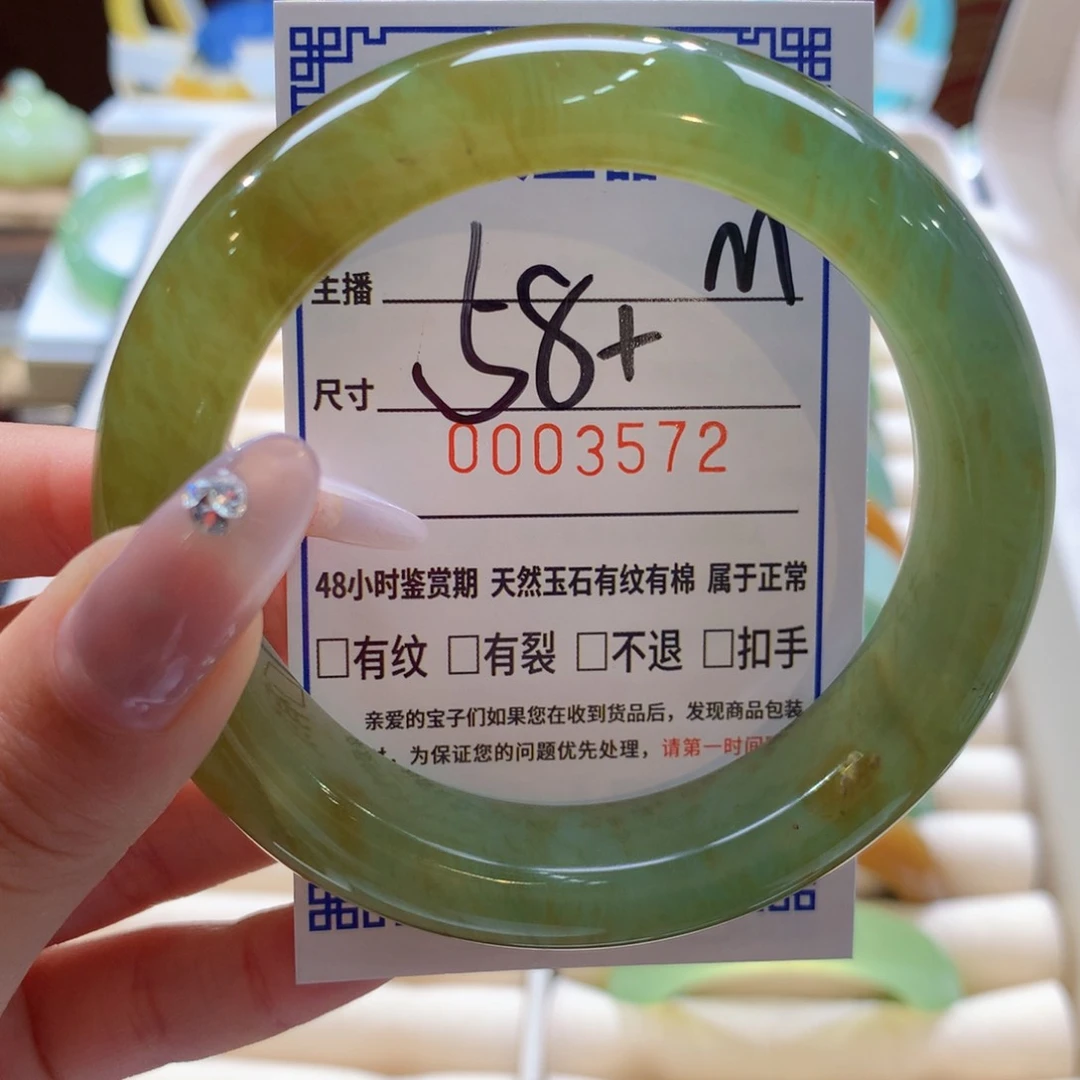 主播 M
尺寸 58+
0003572
48小时鉴赏期 天然玉石有纹有棉 属于正常
□有纹 □有裂 □不退 □扣手
亲爱的宝子们如果您在收到货品后，发现商品包装
为保证您的问题优先处理，请第一时间